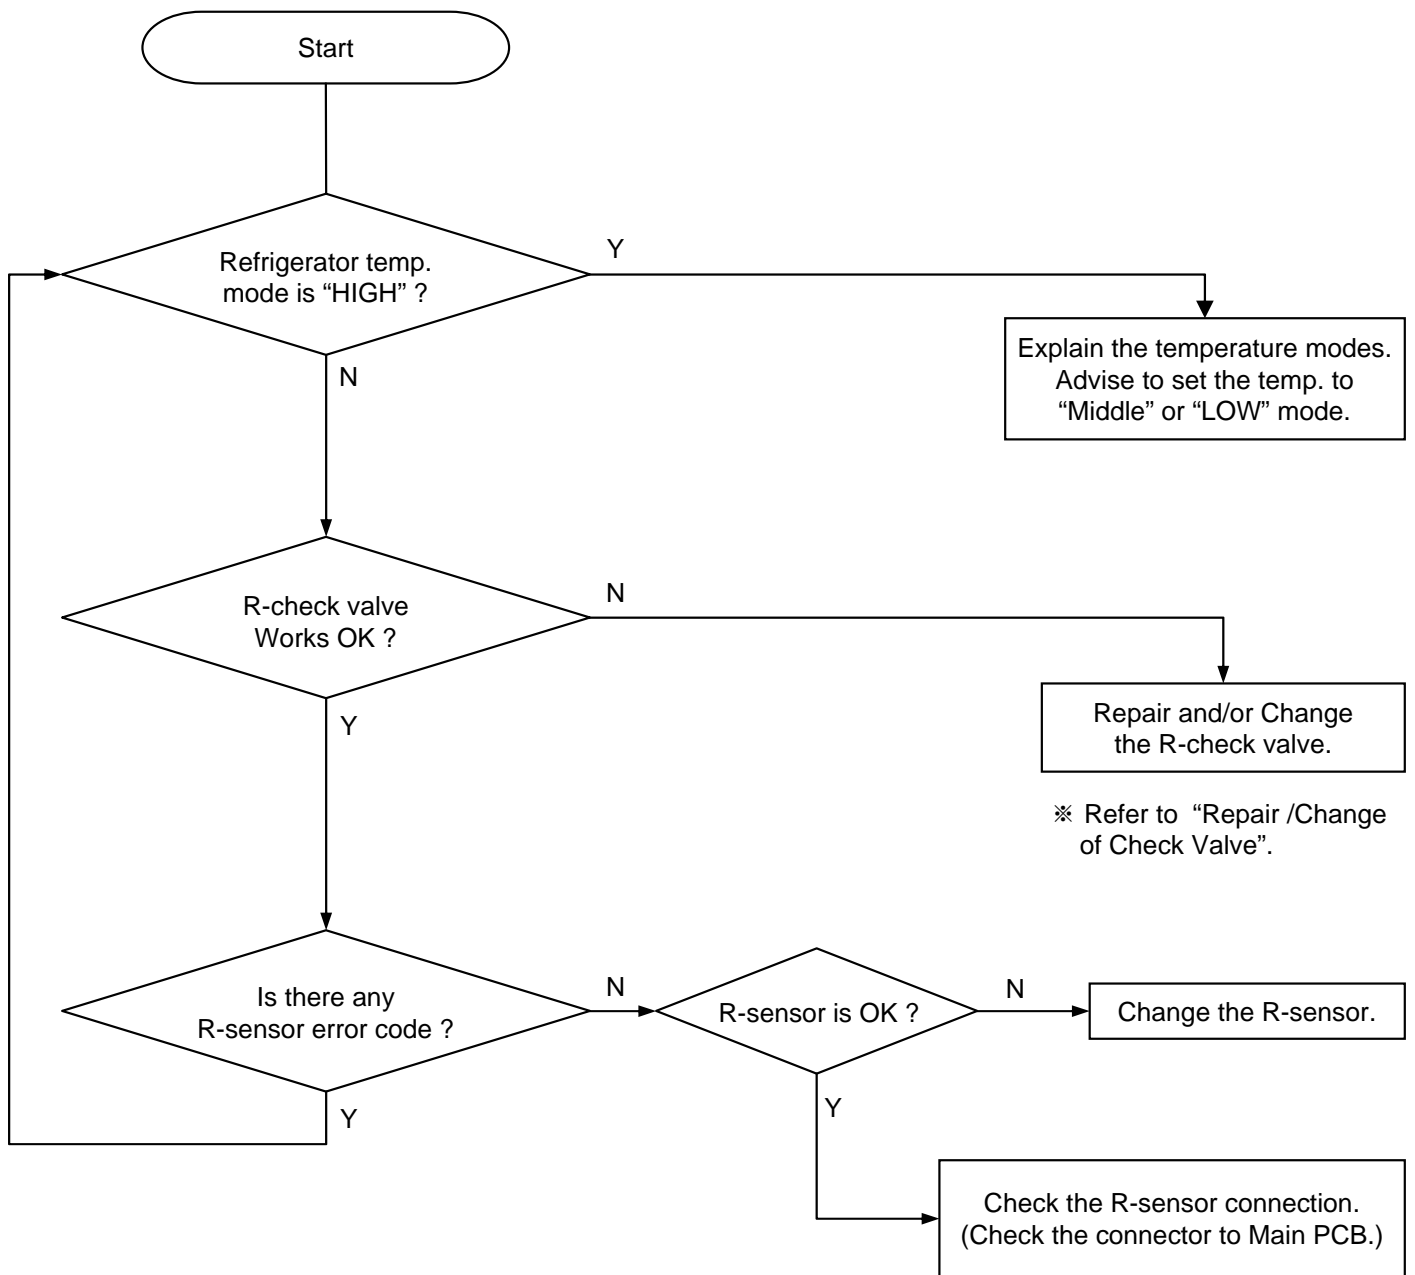 Start
Refrigerator temp.
mode is “HIGH” ?
Y
Explain the temperature modes.
Advise to set the temp. to
“Middle” or “LOW” mode.
N
R-check valve
Works OK ?
N
Repair and/or Change
the R-check valve.
※ Refer to “Repair /Change
of Check Valve”.
Y
Is there any
R-sensor error code ?
N
R-sensor is OK ?
N
Change the R-sensor.
Y
Y
Check the R-sensor connection.
(Check the connector to Main PCB.)